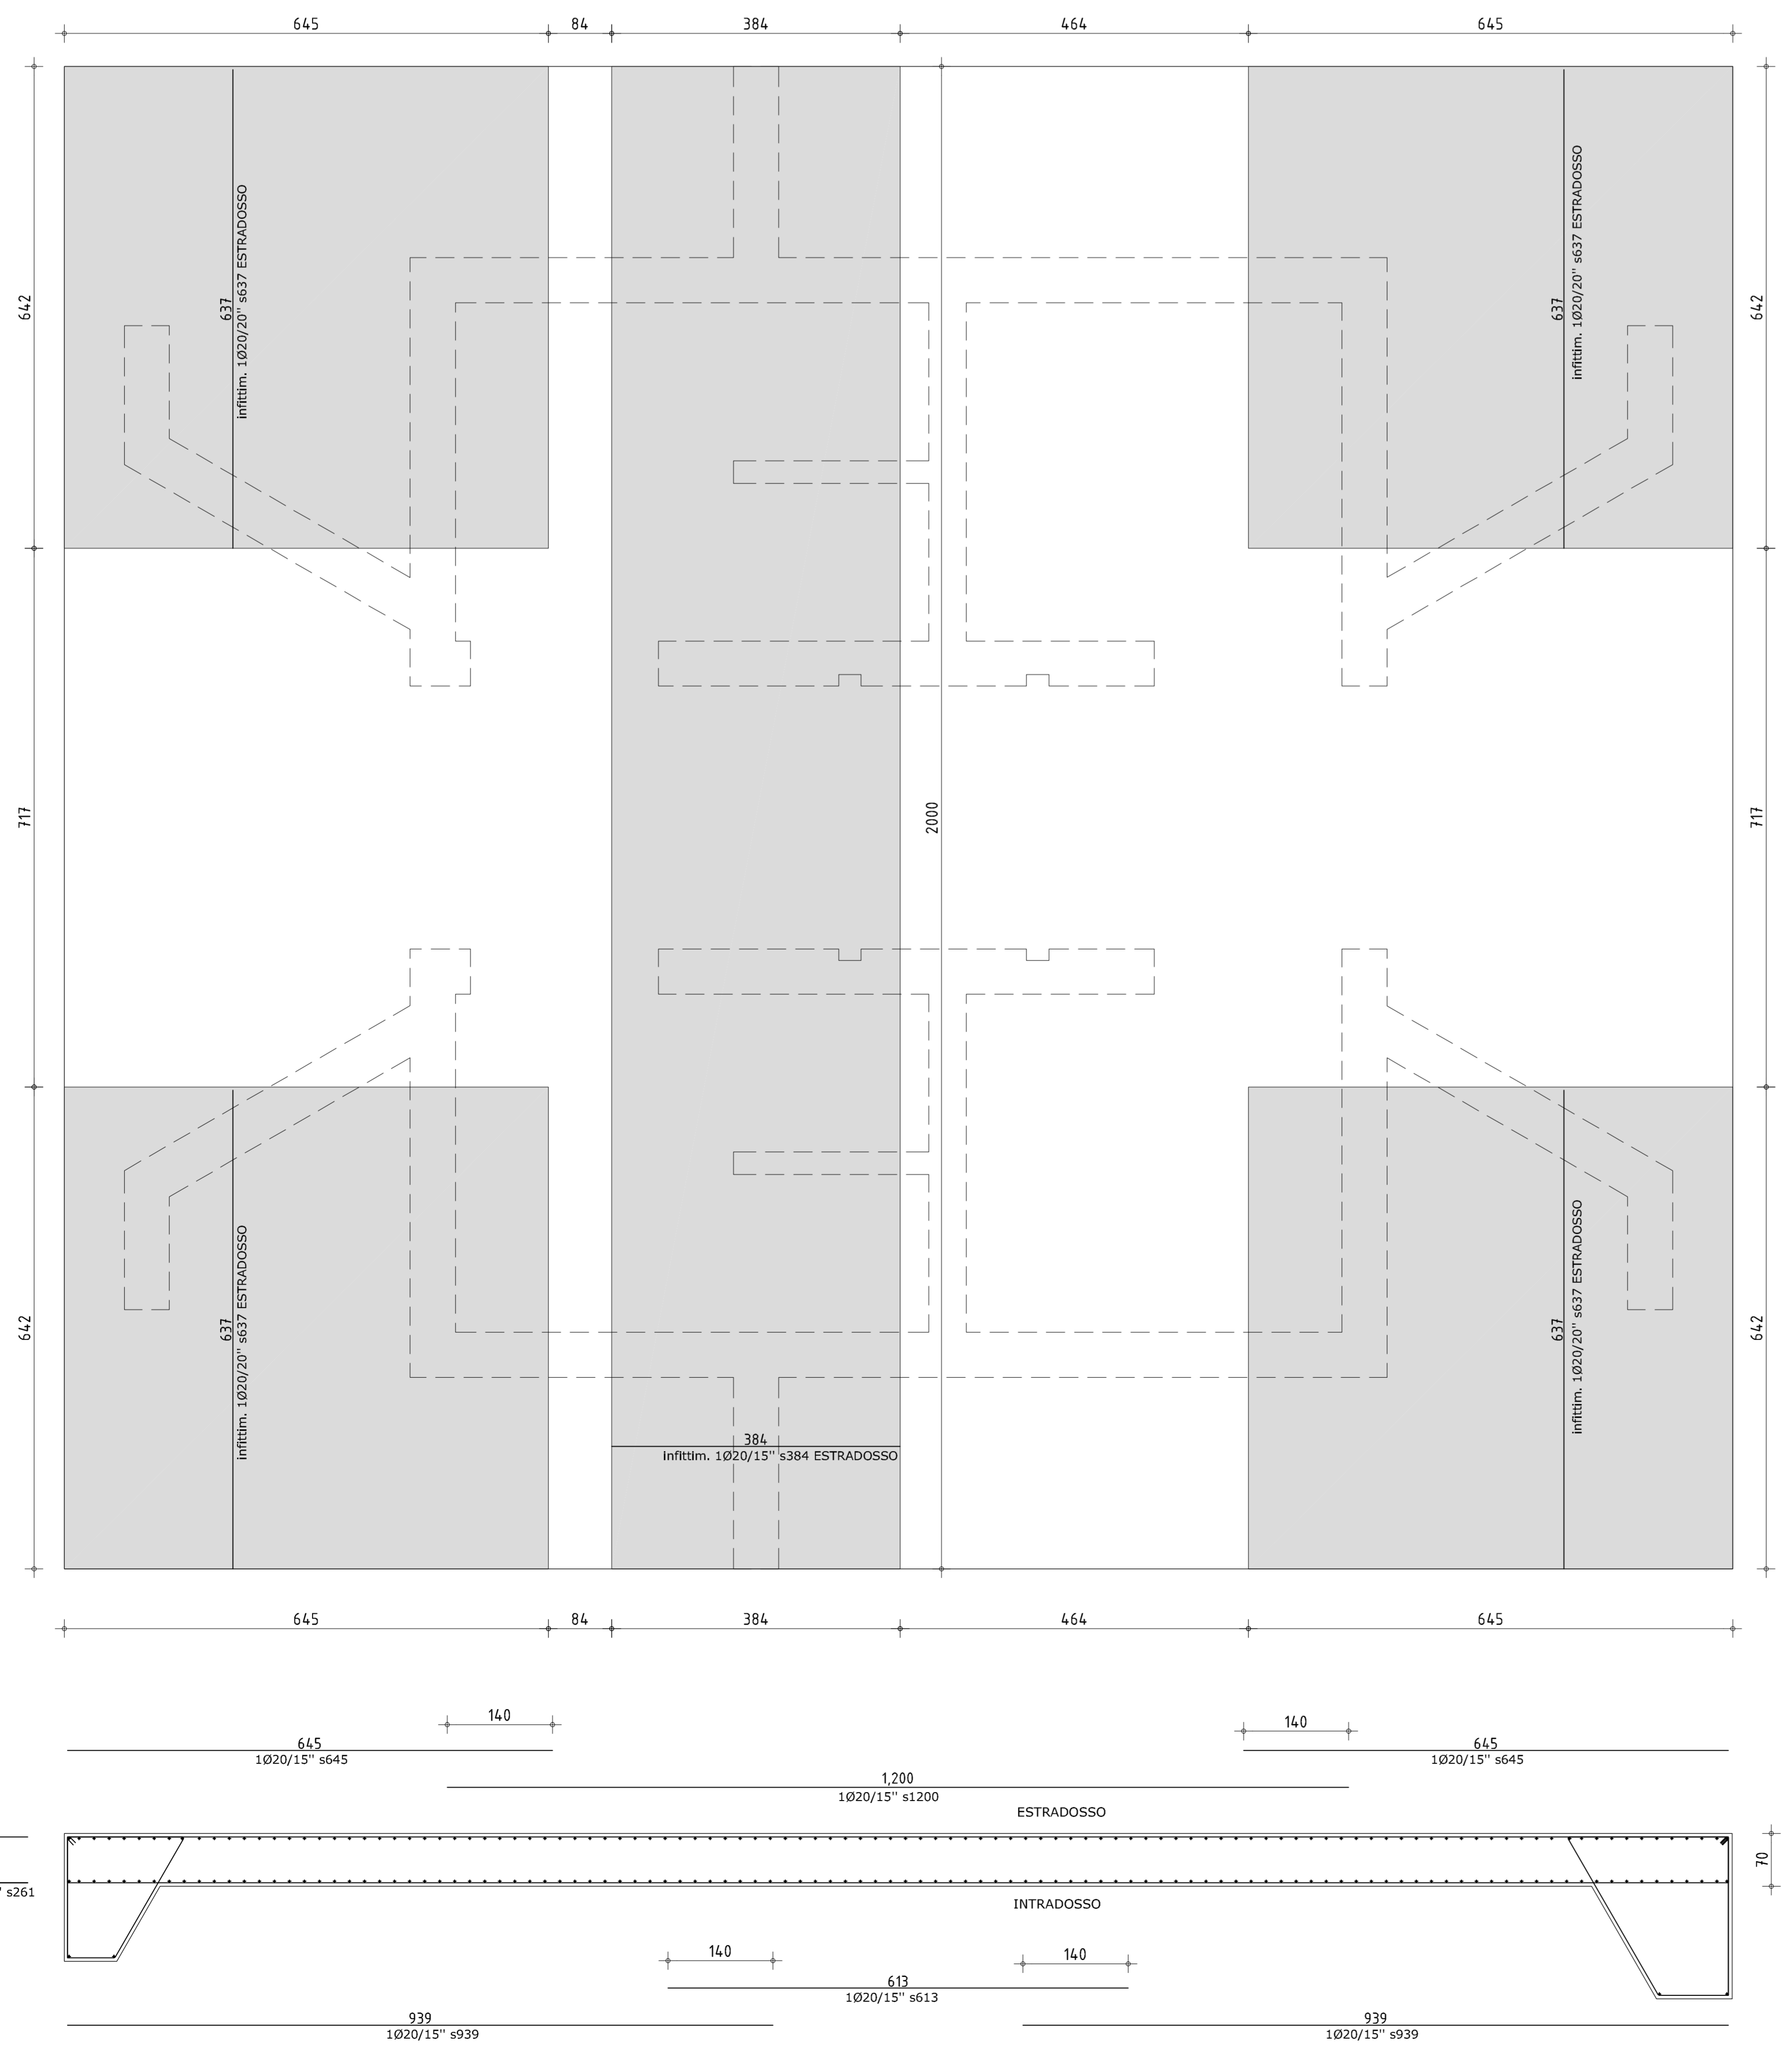 645 84 384 464 645
infittim. 1Ø20/20" s637 ESTRADOSSO
637
infittim. 1Ø20/20" s637 ESTRADOSSO
637
642
642
717
2000
717
637
infittim. 1Ø20/20" s637 ESTRADOSSO
637
infittim. 1Ø20/20" s637 ESTRADOSSO
642
642
384
infittim. 1Ø20/15" s384 ESTRADOSSO
645 84 384 464 645
140
140
645
1Ø20/15" s645
645
1Ø20/15" s645
1,200
1Ø20/15" s1200
ESTRADOSSO
70
" s261
INTRADOSSO
140
140
613
1Ø20/15" s613
939
1Ø20/15" s939
939
1Ø20/15" s939